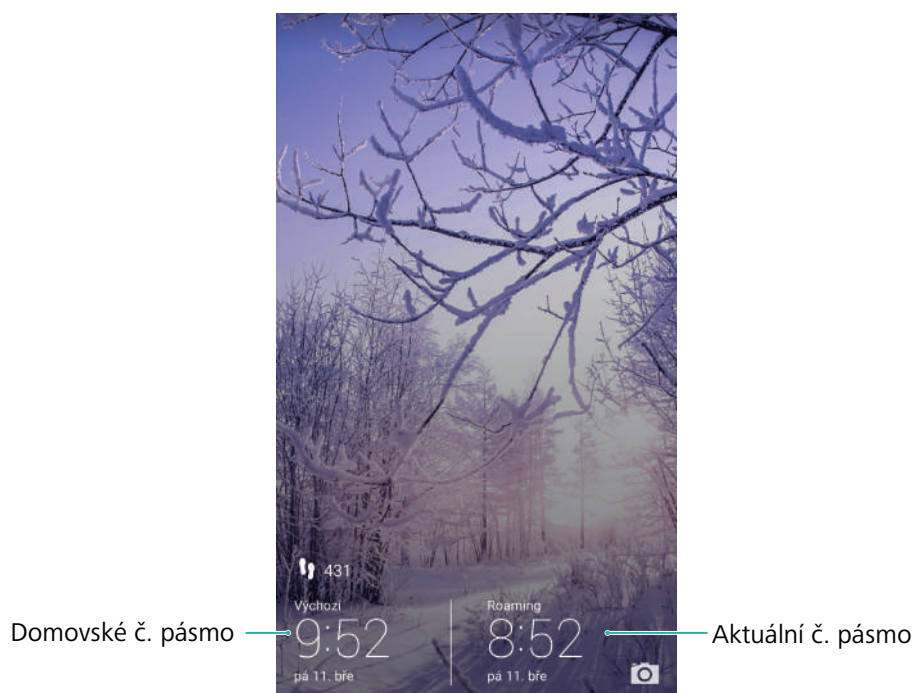 431
Výchozí
Roaming
Domovské č. pásmo
9:52
8:52
Aktuální č. pásmo
pá 11. bře
pá 11. bře